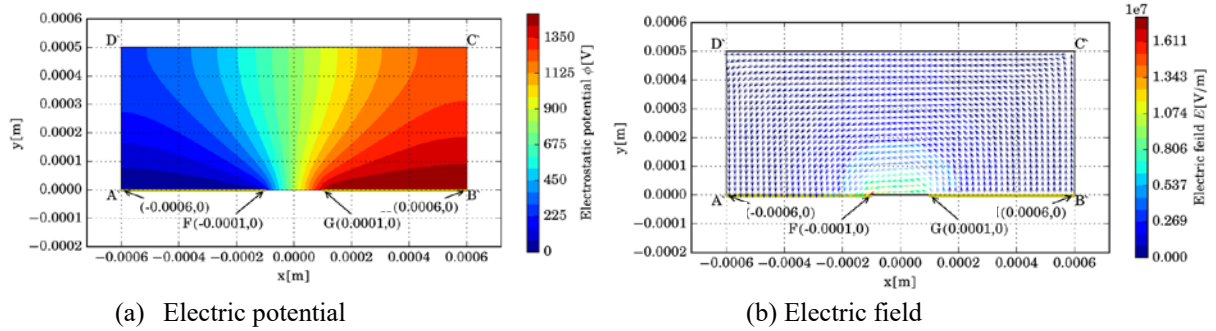 0.0006
0.0005
0.0004
0.0003
0.0002
0.0001
0.0000
−0.0001
−0.0002
y[m]
D`
C`
A`
B`
(-0.0006,0)
(0.0006,0)
F(-0.0001,0)
G(0.0001,0)
−0.0006 −0.0004 −0.0002 0.0000 0.0002 0.0004 0.0006
x[m]
1350
1125
900
675
450
225
0
Electrostatic potential ϕ[V]
(a) Electric potential
0.0006
0.0005
0.0004
0.0003
0.0002
0.0001
0.0000
−0.0001
−0.0002
y[m]
D`
C`
A`
B`
(-0.0006,0)
(0.0006,0)
F(-0.0001,0)
G(0.0001,0)
−0.0006 −0.0004 −0.0002 0.0000 0.0002 0.0004 0.0006
x[m]
1e7
1.611
1.343
1.074
0.806
0.537
0.269
0.000
Electric feild E[V/m]
(b) Electric field